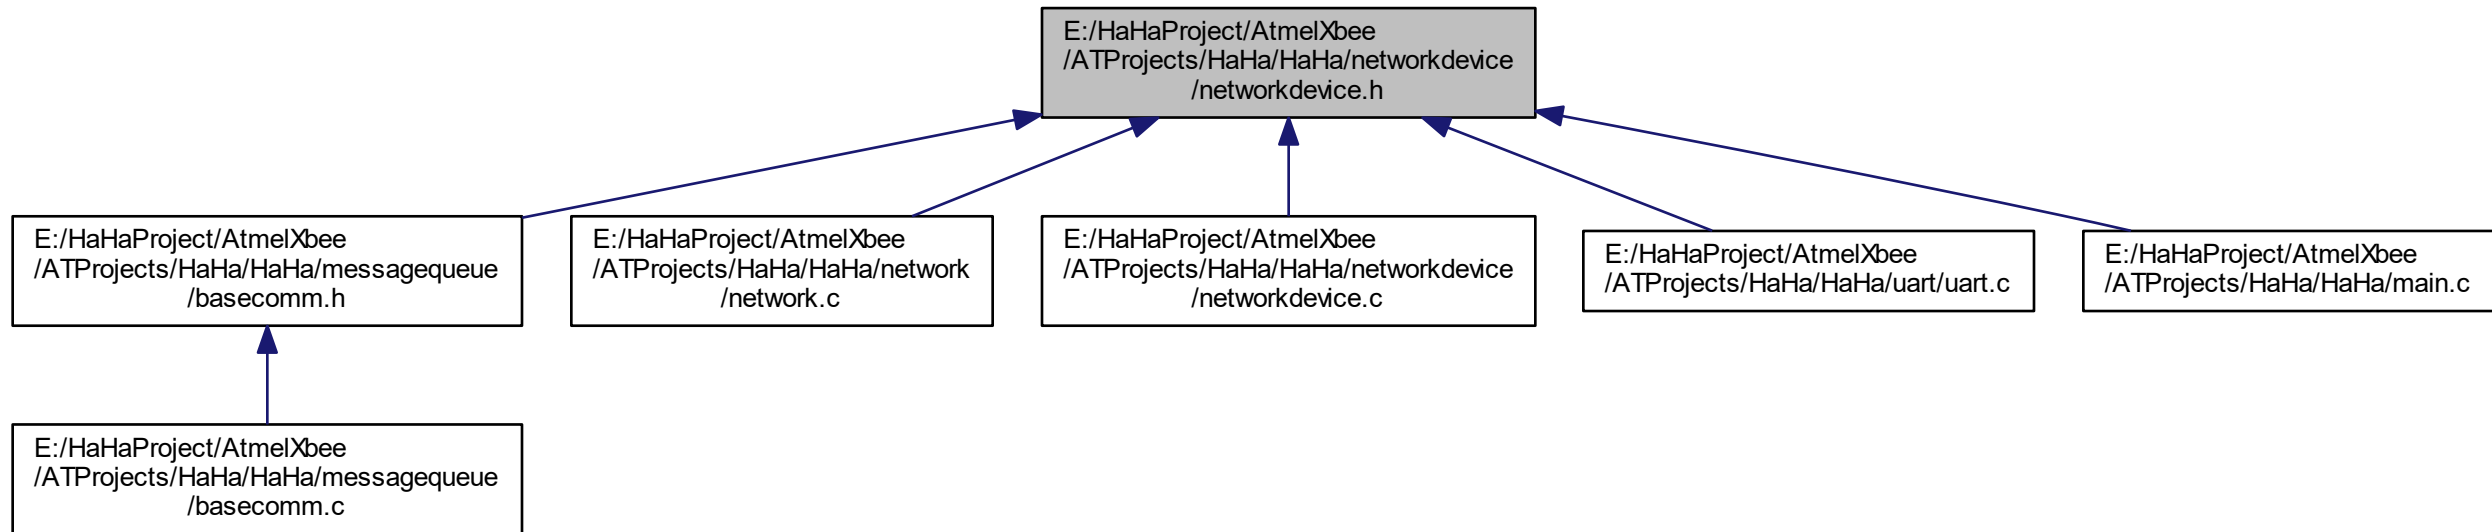 E:/HaHaProject/AtmelXbee
/ATProjects/HaHa/HaHa/networkdevice
/networkdevice.h
E:/HaHaProject/AtmelXbee
/ATProjects/HaHa/HaHa/messagequeue
/basecomm.h
E:/HaHaProject/AtmelXbee
/ATProjects/HaHa/HaHa/network
/network.c
E:/HaHaProject/AtmelXbee
/ATProjects/HaHa/HaHa/networkdevice
/networkdevice.c
E:/HaHaProject/AtmelXbee
/ATProjects/HaHa/HaHa/uart/uart.c
E:/HaHaProject/AtmelXbee
/ATProjects/HaHa/HaHa/main.c
E:/HaHaProject/AtmelXbee
/ATProjects/HaHa/HaHa/messagequeue
/basecomm.c